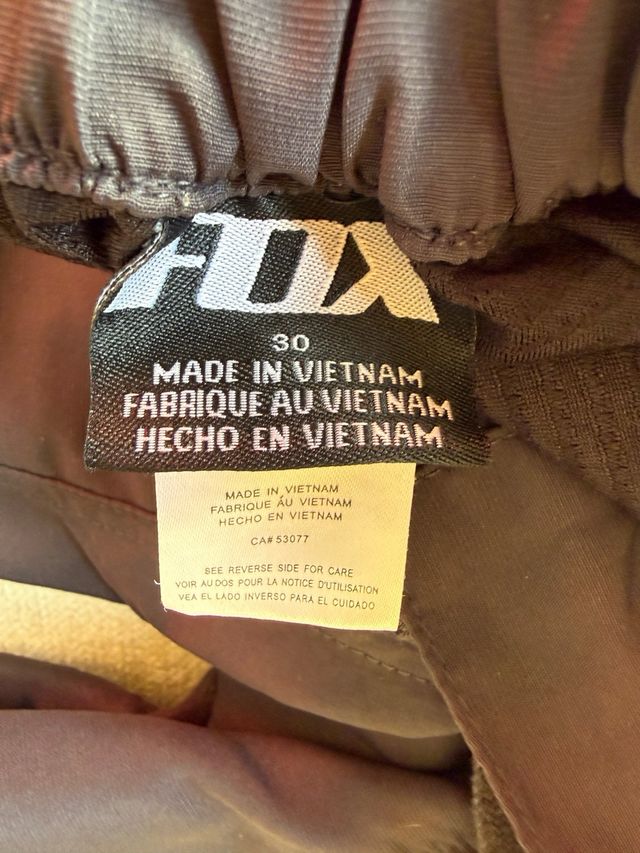 FOX
30
MADE IN VIETNAM
FABRIQUE AU VIETNAM
HECHO EN VIETNAM
MADE IN VIETNAM
FABRIQUE ÁU VIETNAM
HECHO EN VIETNAM
CA# 53077
SEE REVERSE SIDE FOR CARE
VOIR AU DOS POUR LA NOTICE D'UTILISATION
VEA EL LADO INVERSO PARA EL CUIDADO